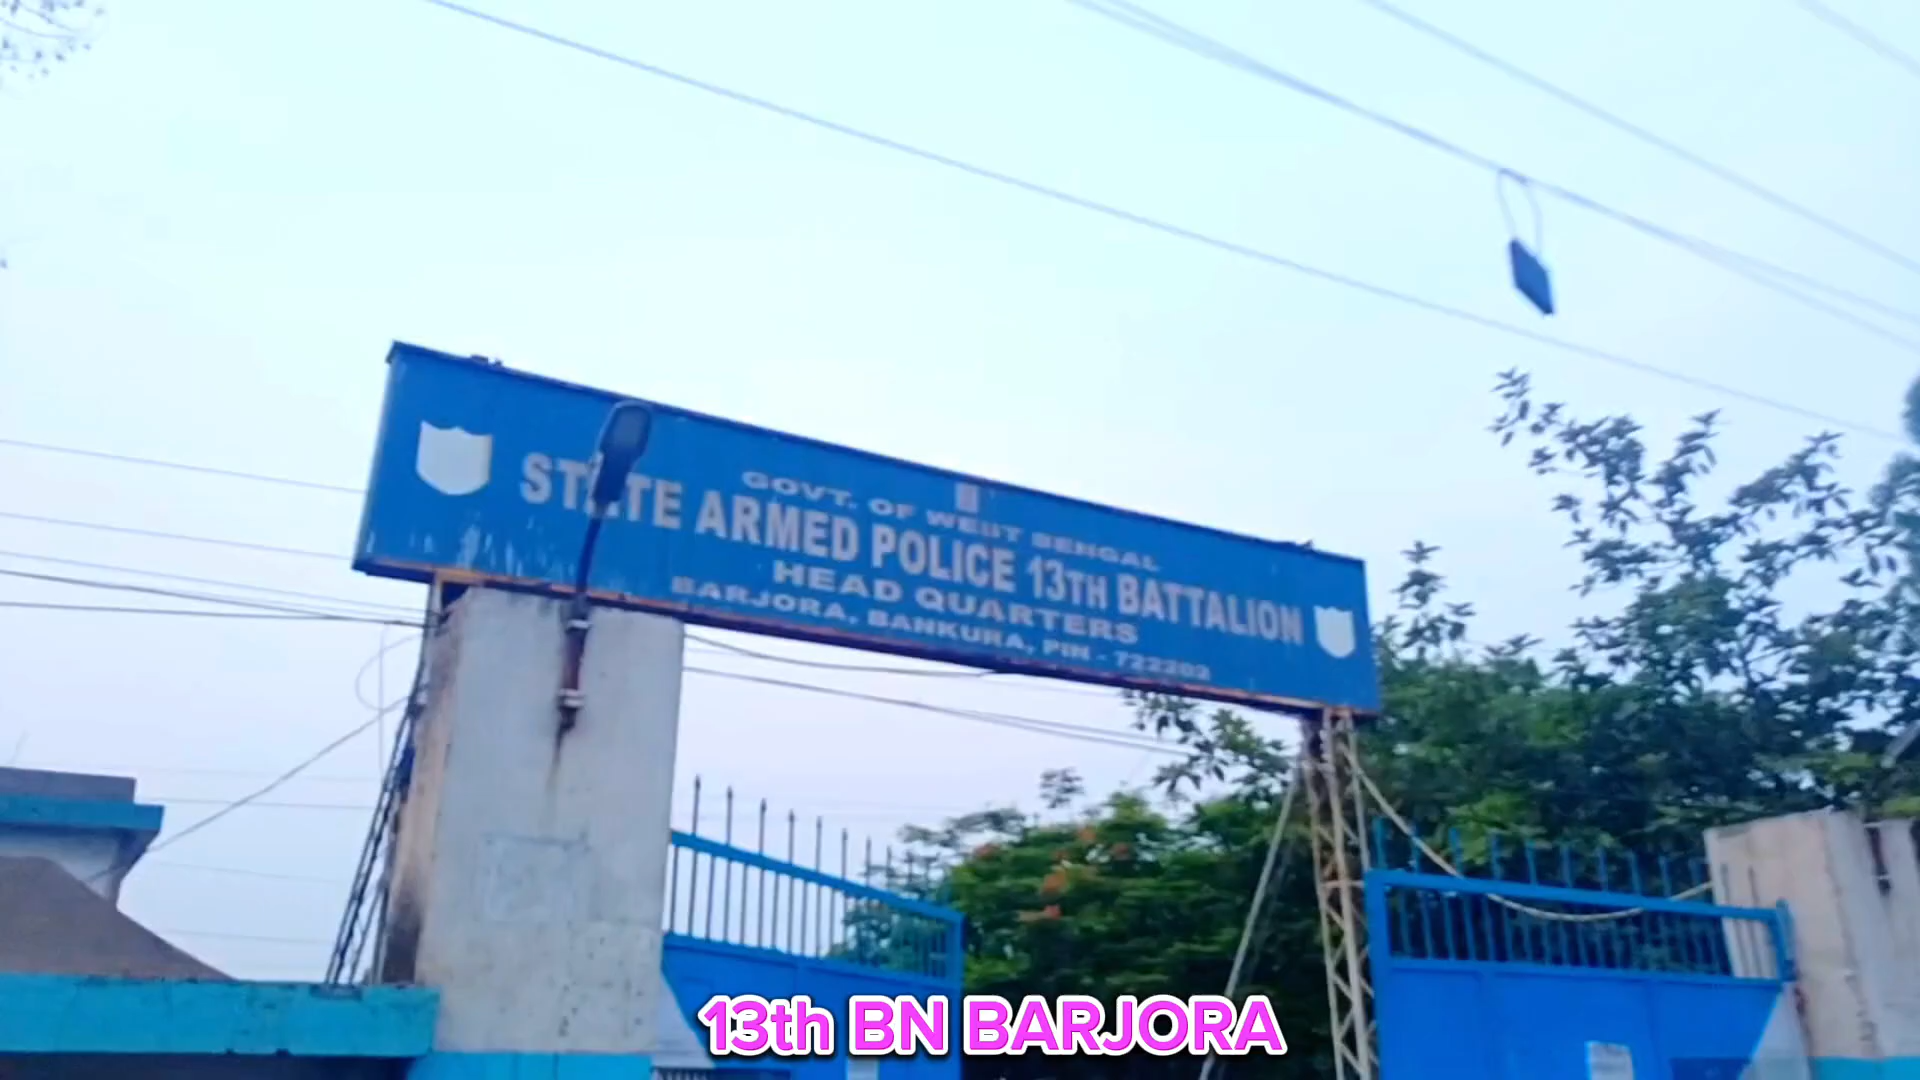 GOVT. OF WEST BENGAL
STATE ARMED POLICE 13TH BATTALION
HEAD QUARTERS
BARJORA, BANKURA, PIN - 722202
13th BN BARJORA